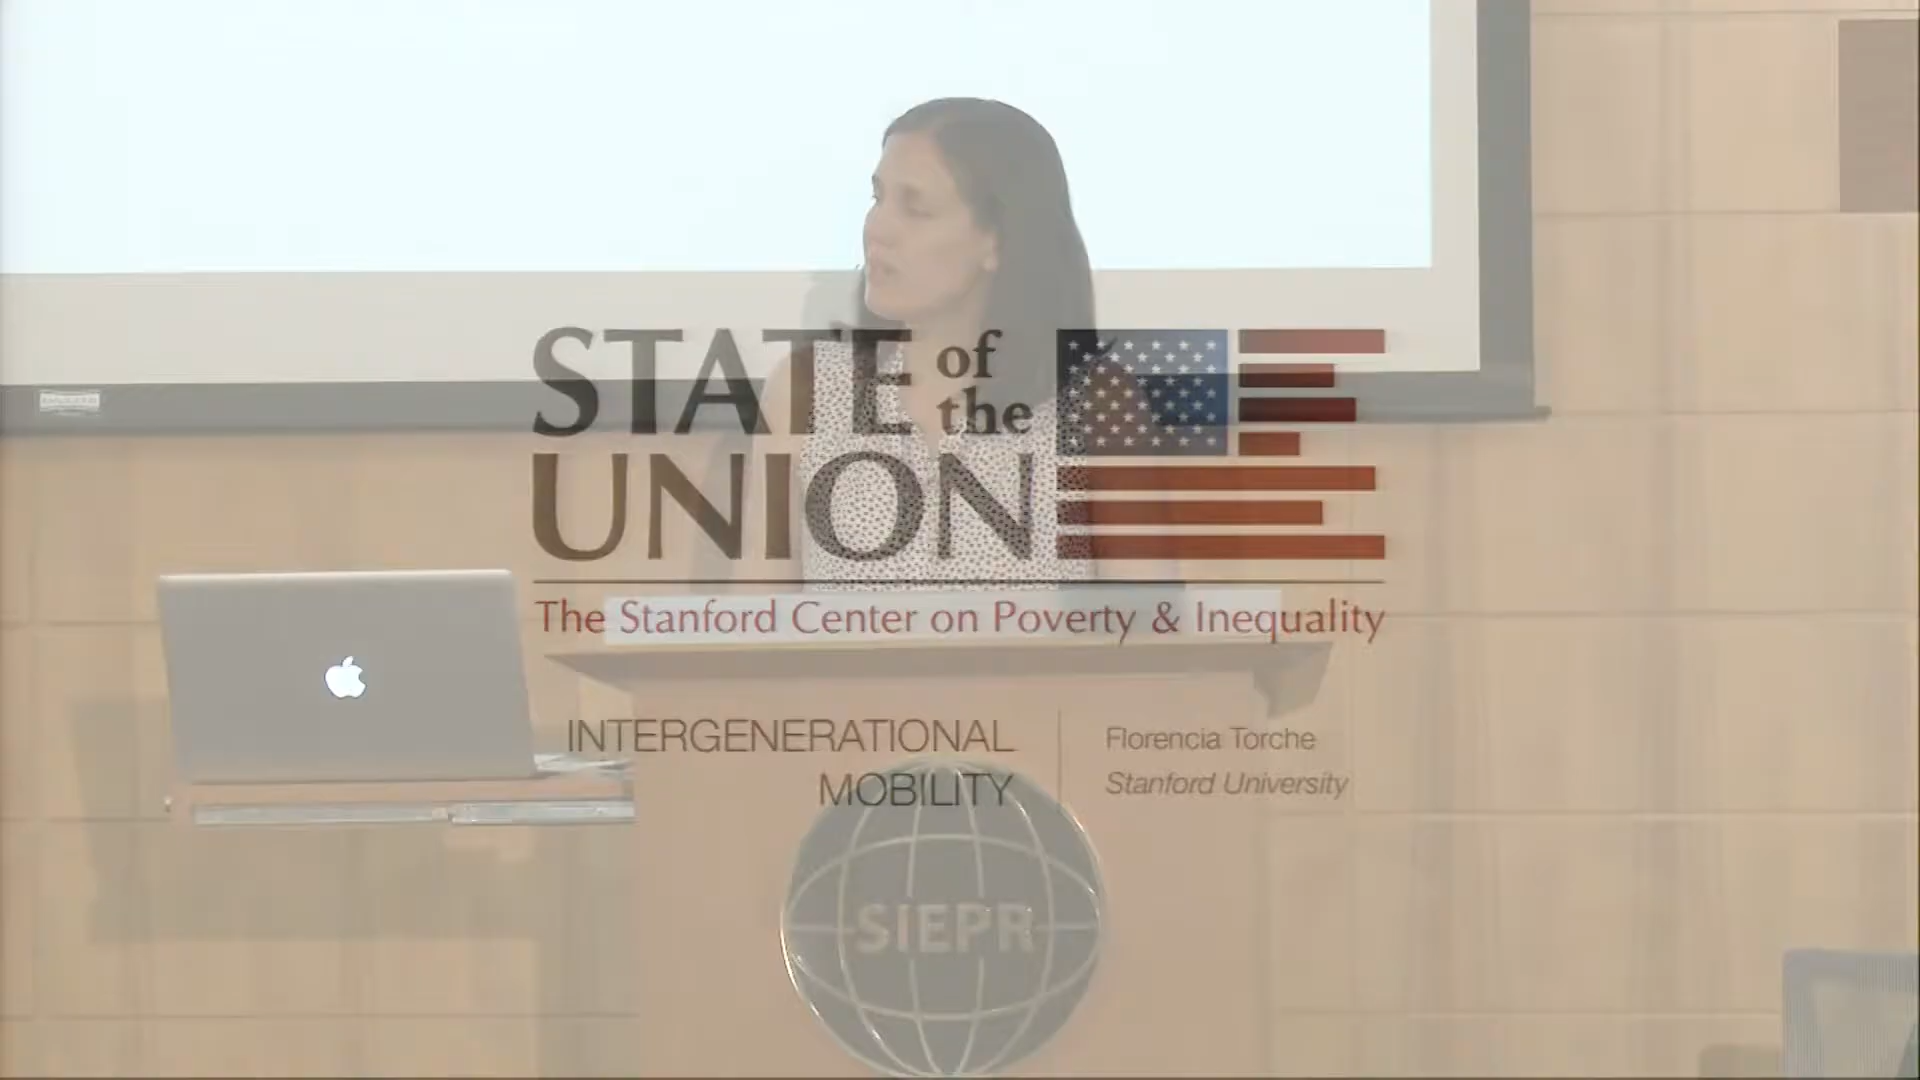 STATE of the
UNION
The Stanford Center on Poverty & Inequality
INTERGENERATIONAL
MOBILITY
Florencia Torche
Stanford University
SIEPR